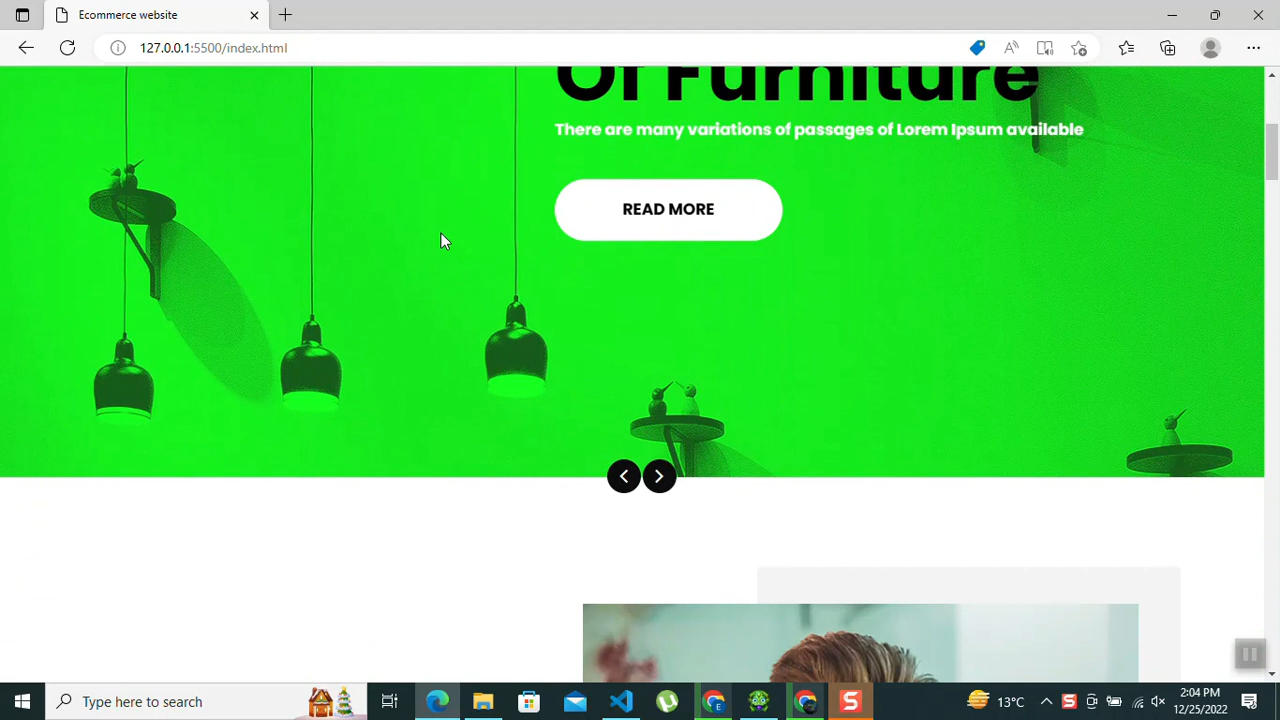 Ecommerce website
127.0.0.1:5500/index.html
Of Furniture
There are many variations of passages of Lorem Ipsum available
READ MORE
Type here to search
13°C
2:04 PM
12/25/2022